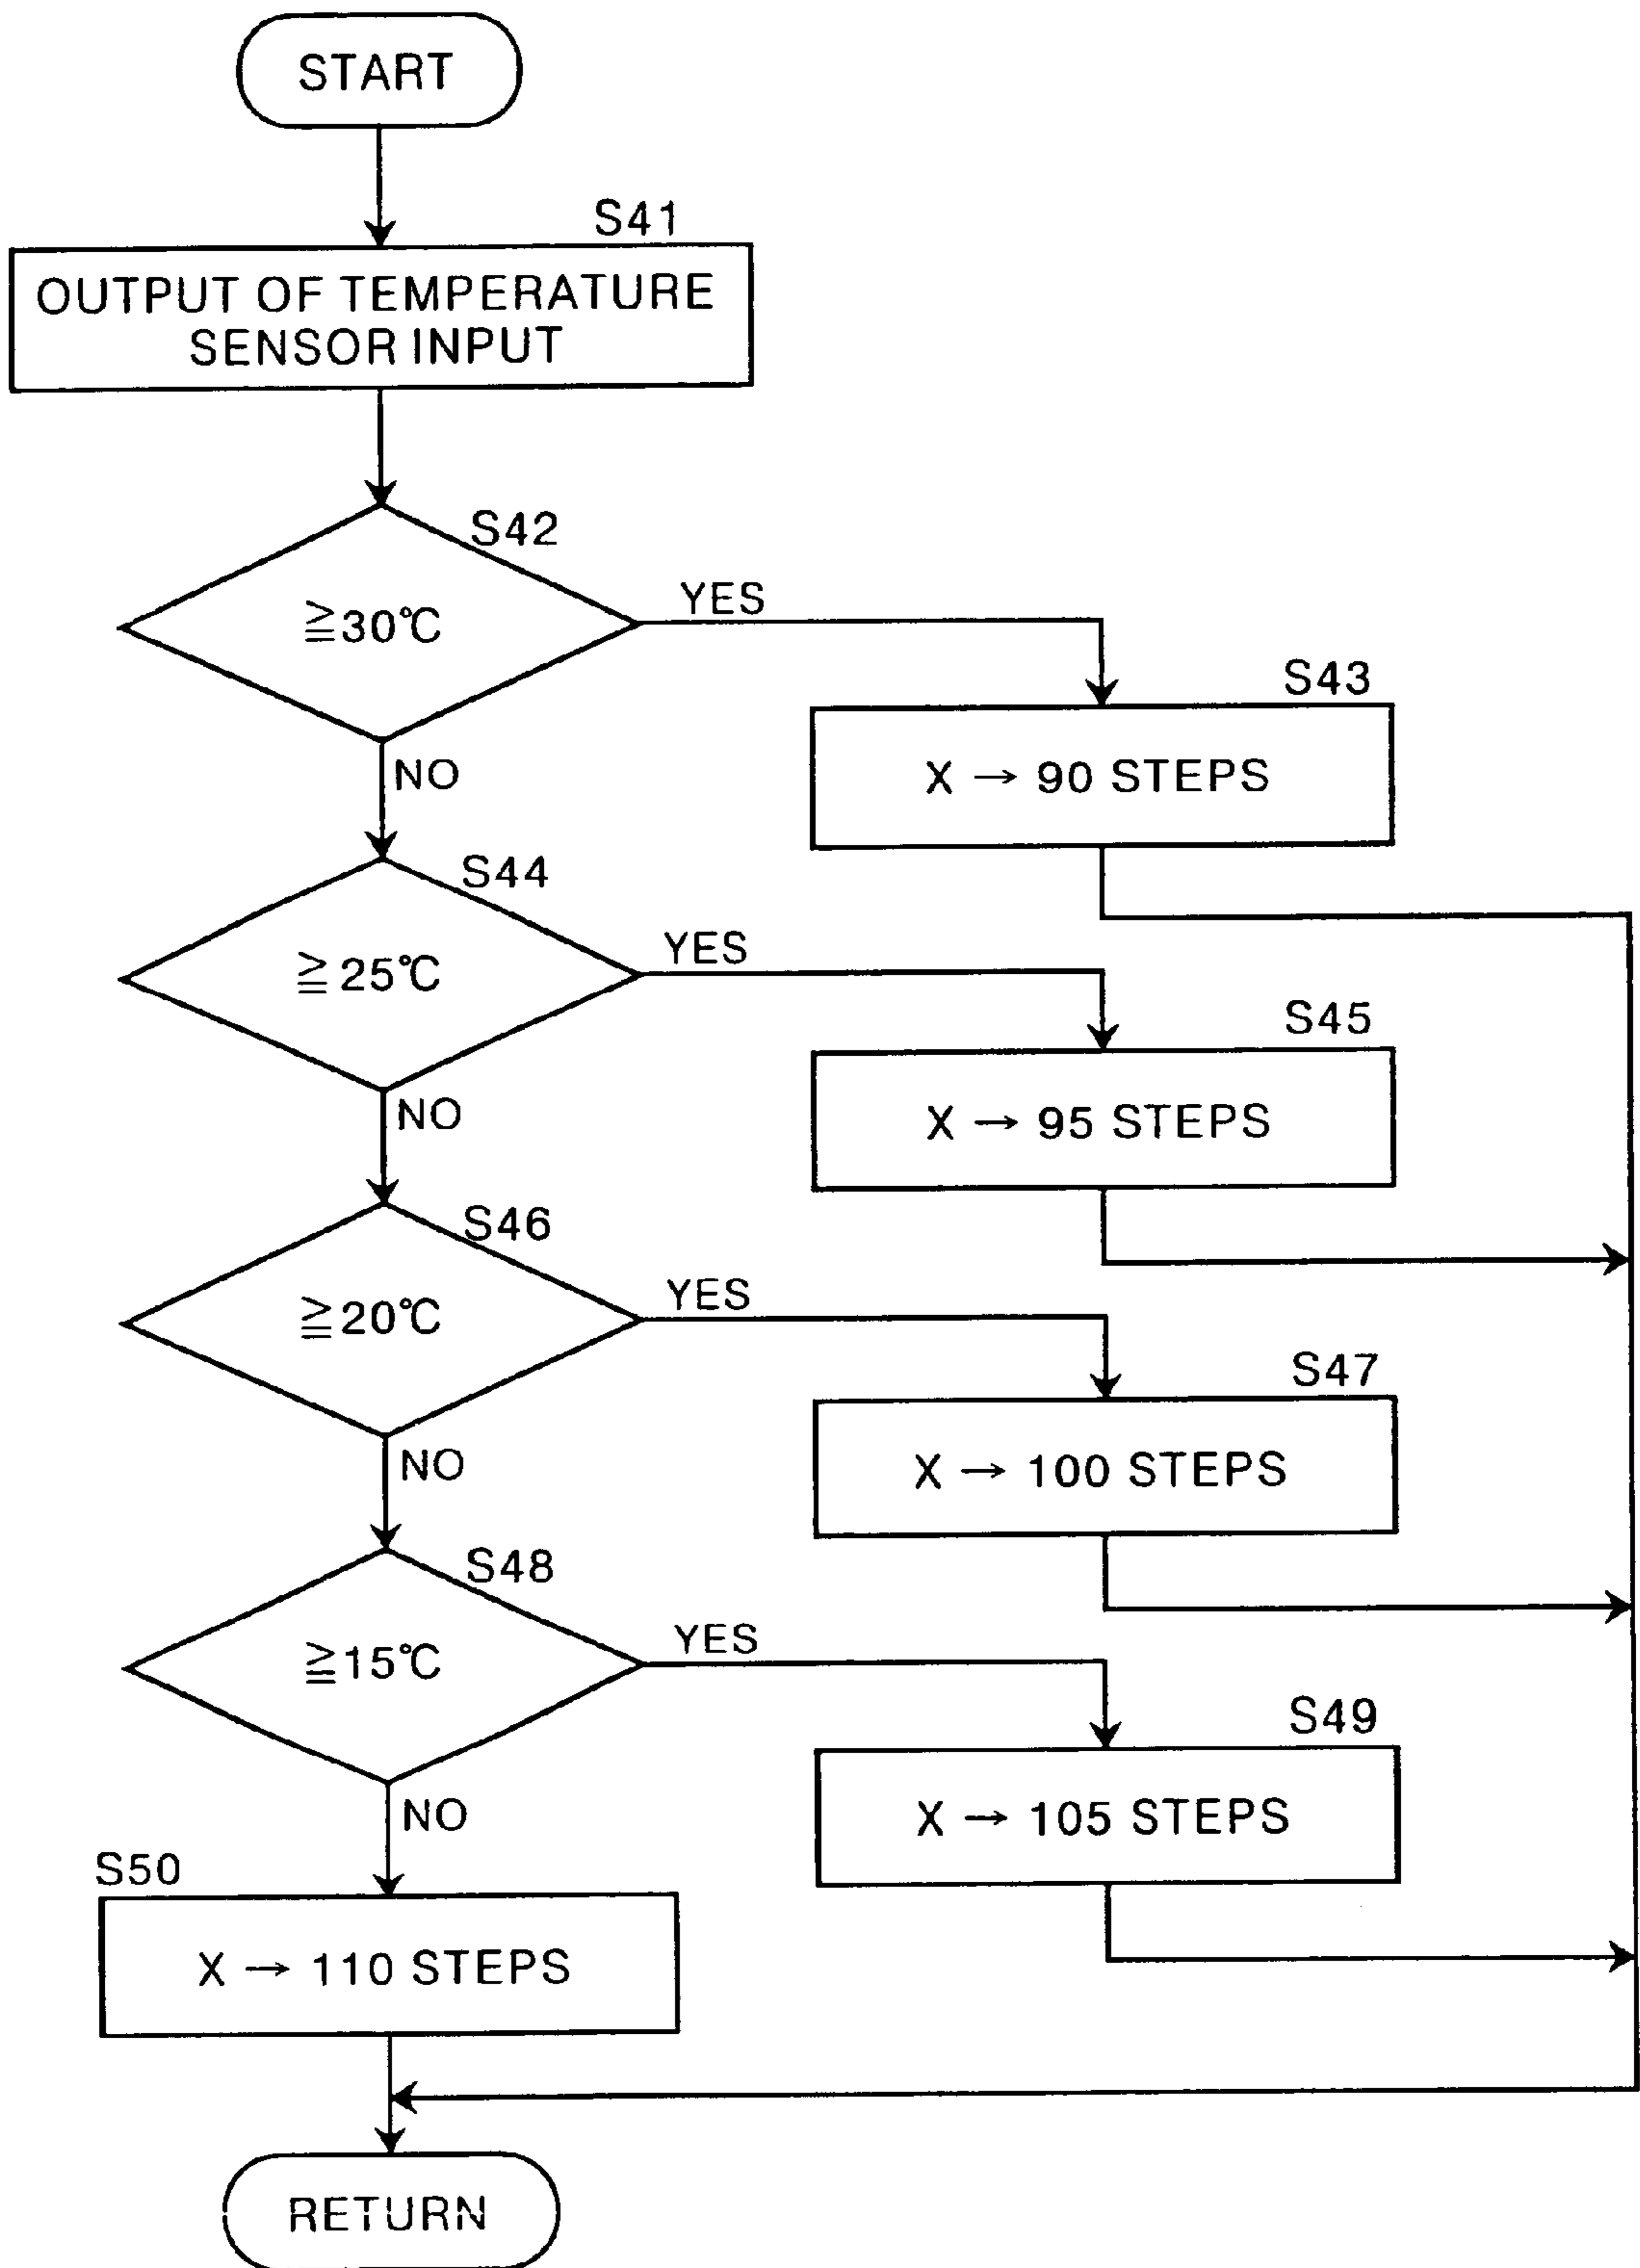 START
S41
OUTPUT OF TEMPERATURE
SENSOR INPUT
S42
≧30℃
YES
S43
X → 90 STEPS
NO
S44
≧25℃
YES
S45
X → 95 STEPS
NO
S46
≧20℃
YES
S47
X → 100 STEPS
NO
S48
≧15℃
YES
S49
X → 105 STEPS
NO
S50
X → 110 STEPS
RETURN